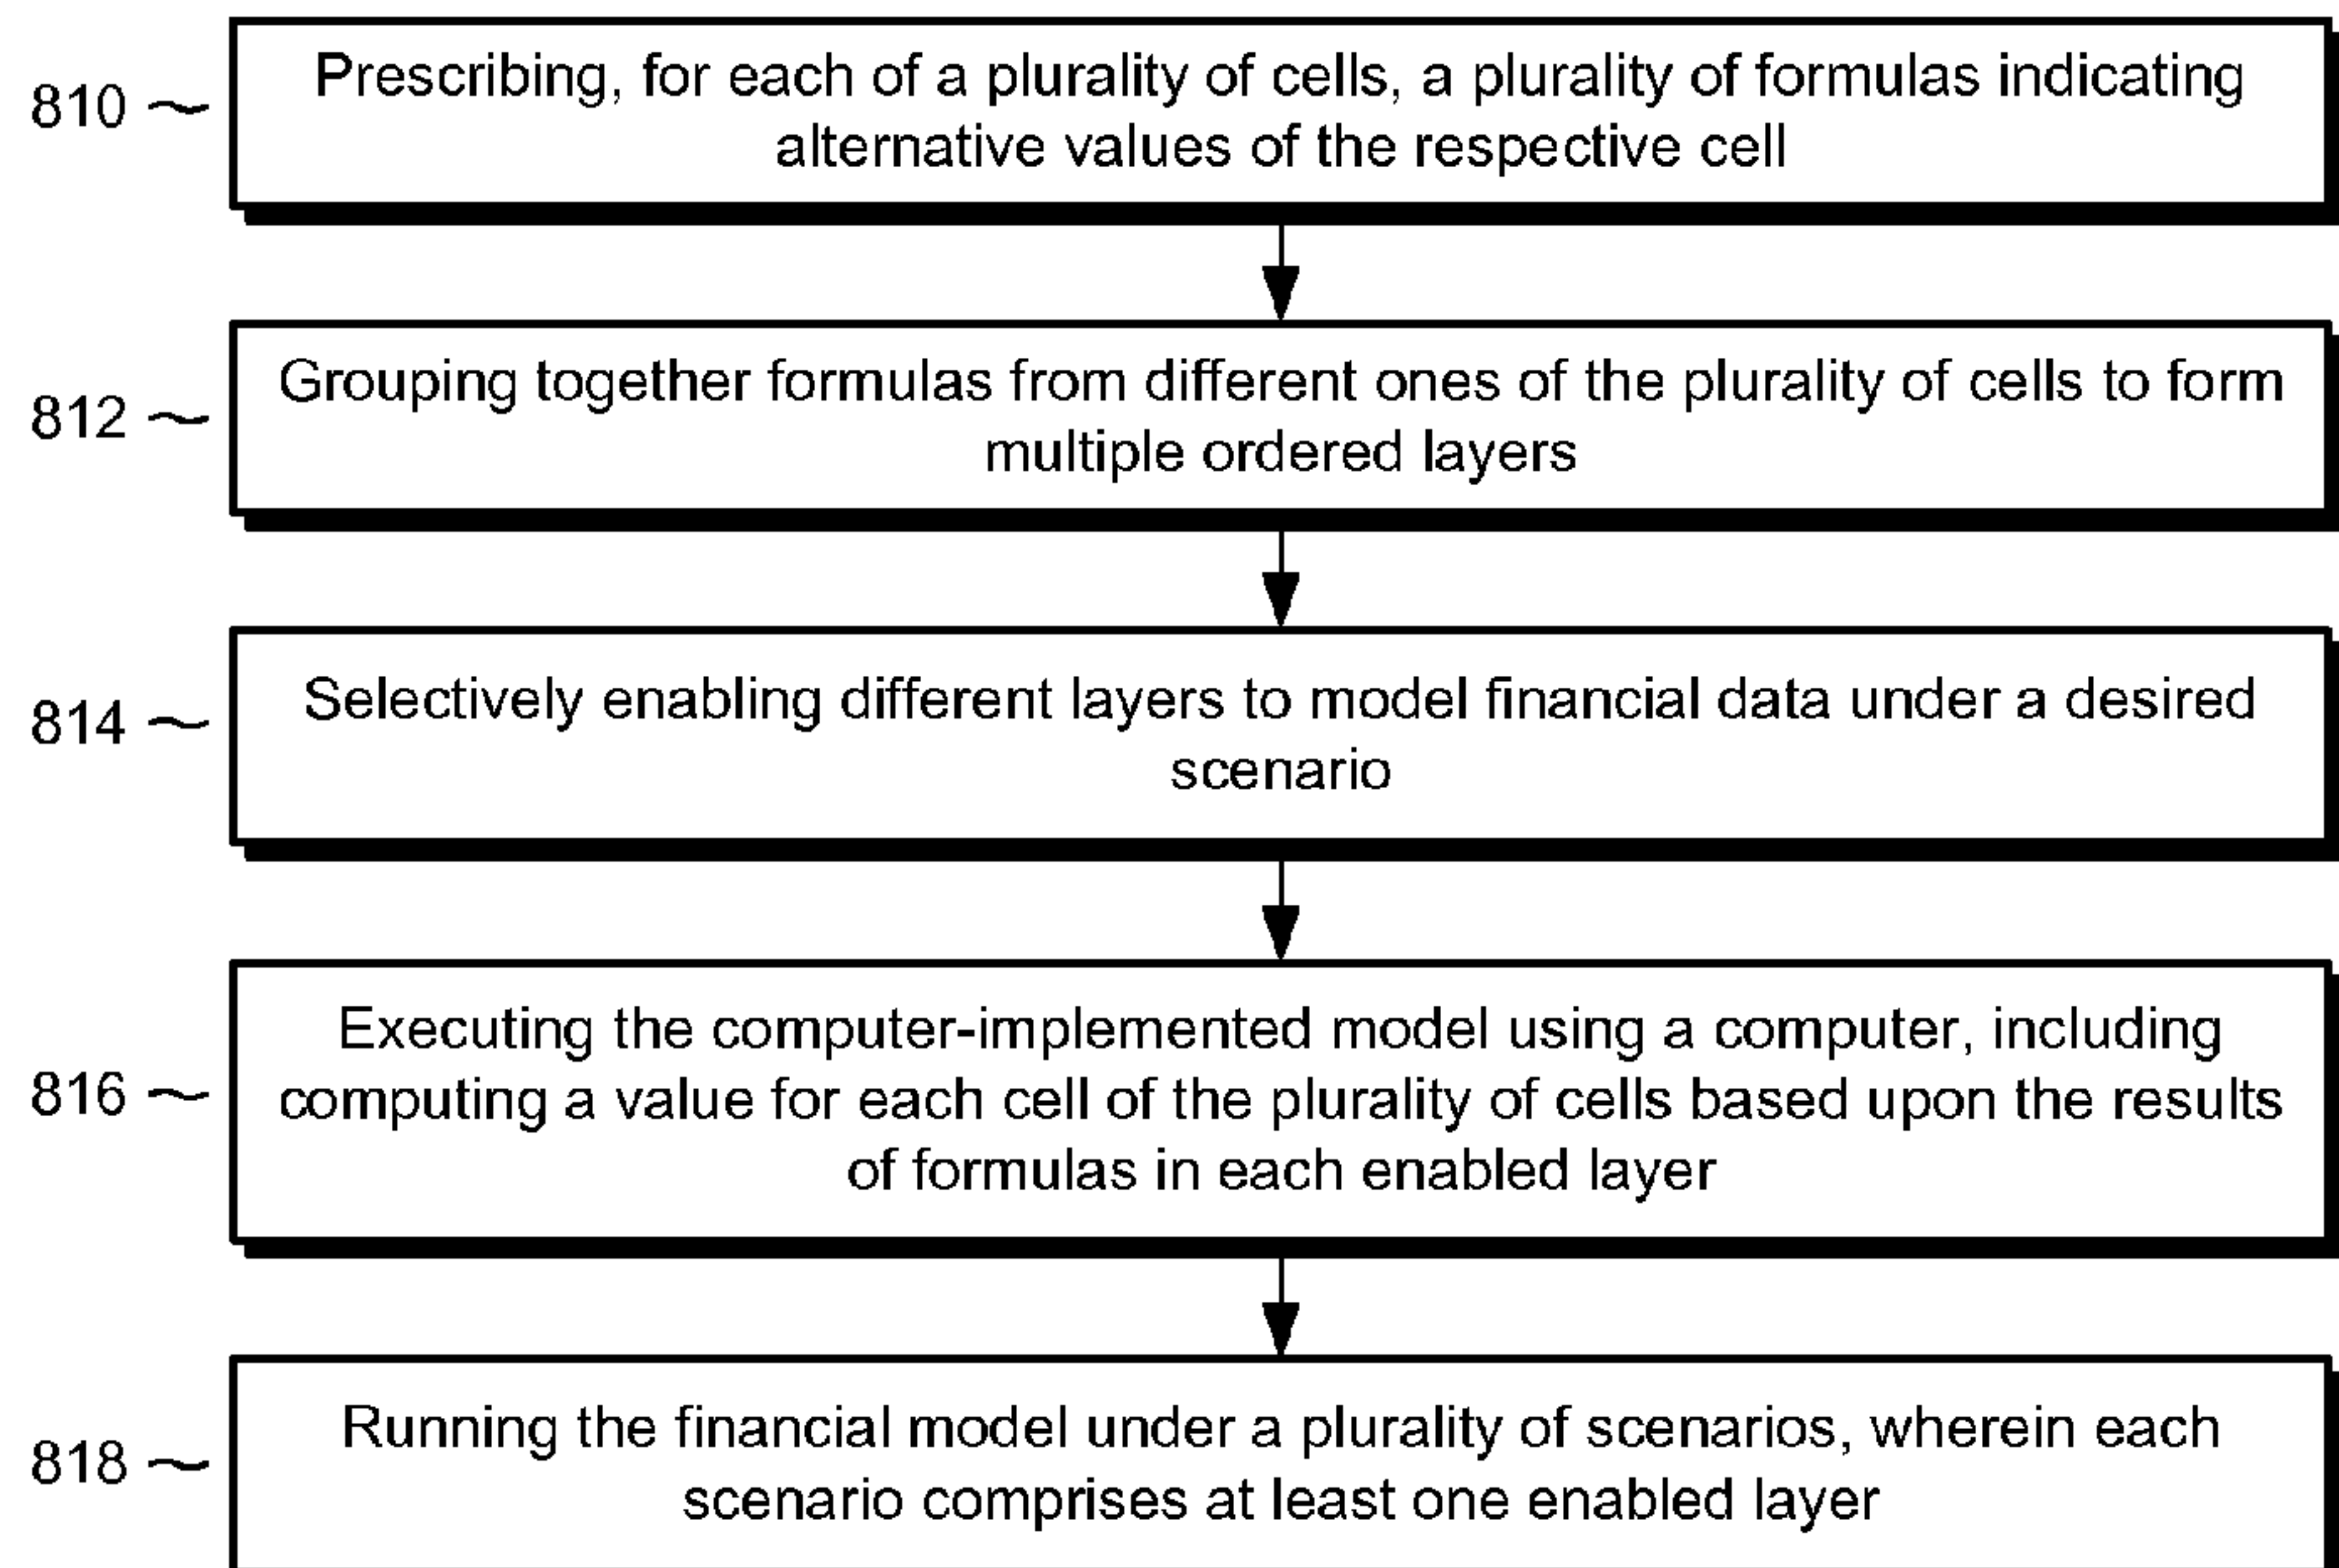 810
Prescribing, for each of a plurality of cells, a plurality of formulas indicating
alternative values of the respective cell
812
Grouping together formulas from different ones of the plurality of cells to form
multiple ordered layers
814
Selectively enabling different layers to model financial data under a desired
scenario
816
Executing the computer-implemented model using a computer, including
computing a value for each cell of the plurality of cells based upon the results
of formulas in each enabled layer
818
Running the financial model under a plurality of scenarios, wherein each
scenario comprises at least one enabled layer